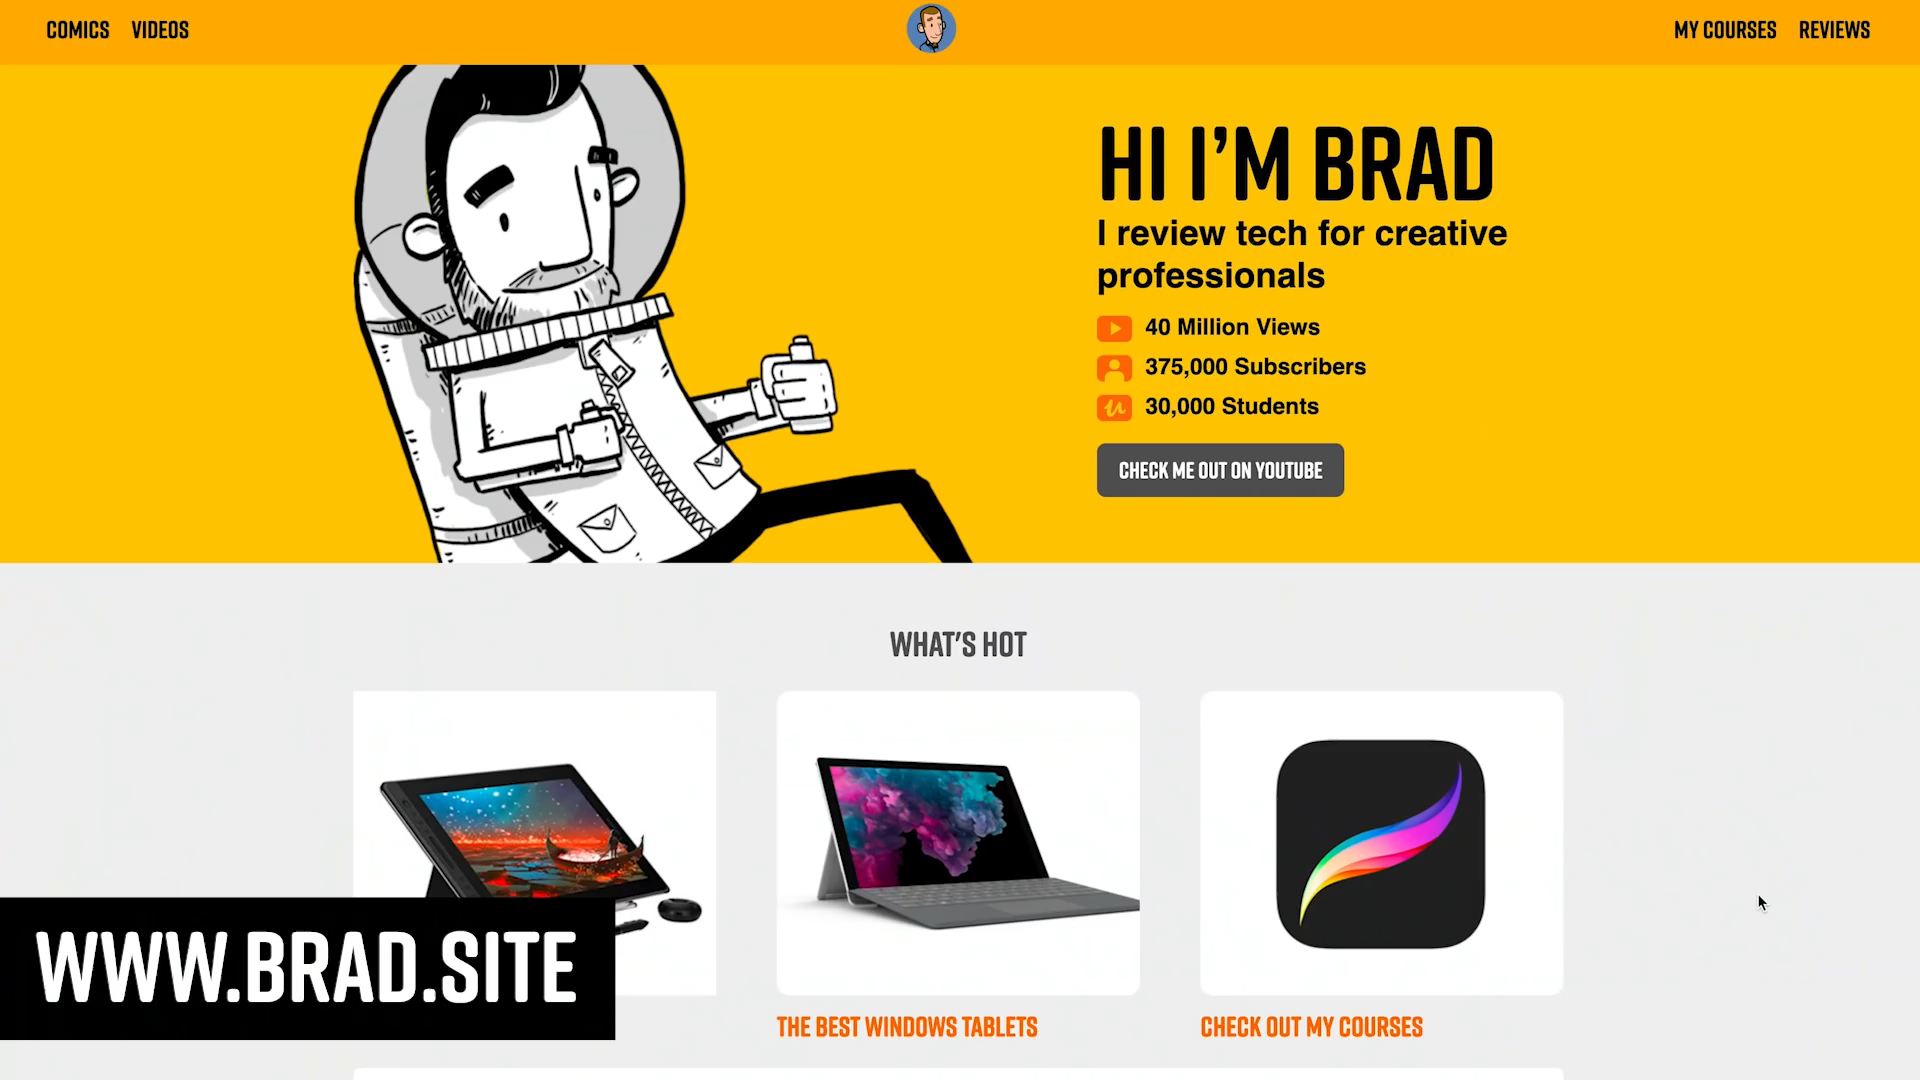 COMICS VIDEOS MY COURSES REVIEWS
HI I'M BRAD
I review tech for creative
professionals
40 Million Views
375,000 Subscribers
30,000 Students
CHECK ME OUT ON YOUTUBE
WHAT'S HOT
WWW.BRAD.SITE
THE BEST WINDOWS TABLETS
CHECK OUT MY COURSES